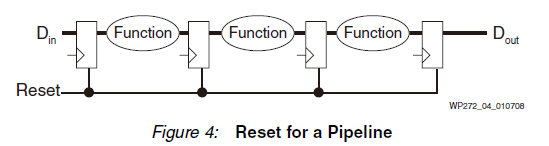 Din Function Function Function Dout
Reset
WP272_04_010708
Figure 4: Reset for a Pipeline